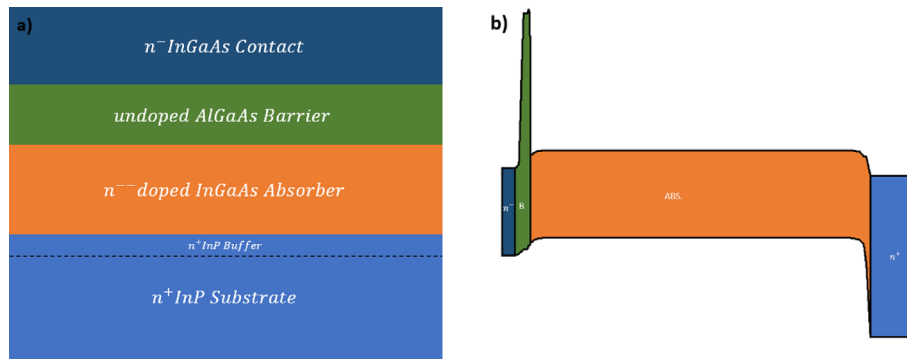 a)
n⁻InGaAs Contact
undoped AlGaAs Barrier
n⁻⁻doped InGaAs Absorber
n⁺InP Buffer
n⁺InP Substrate
b)
n⁻
B
ABS.
n⁺